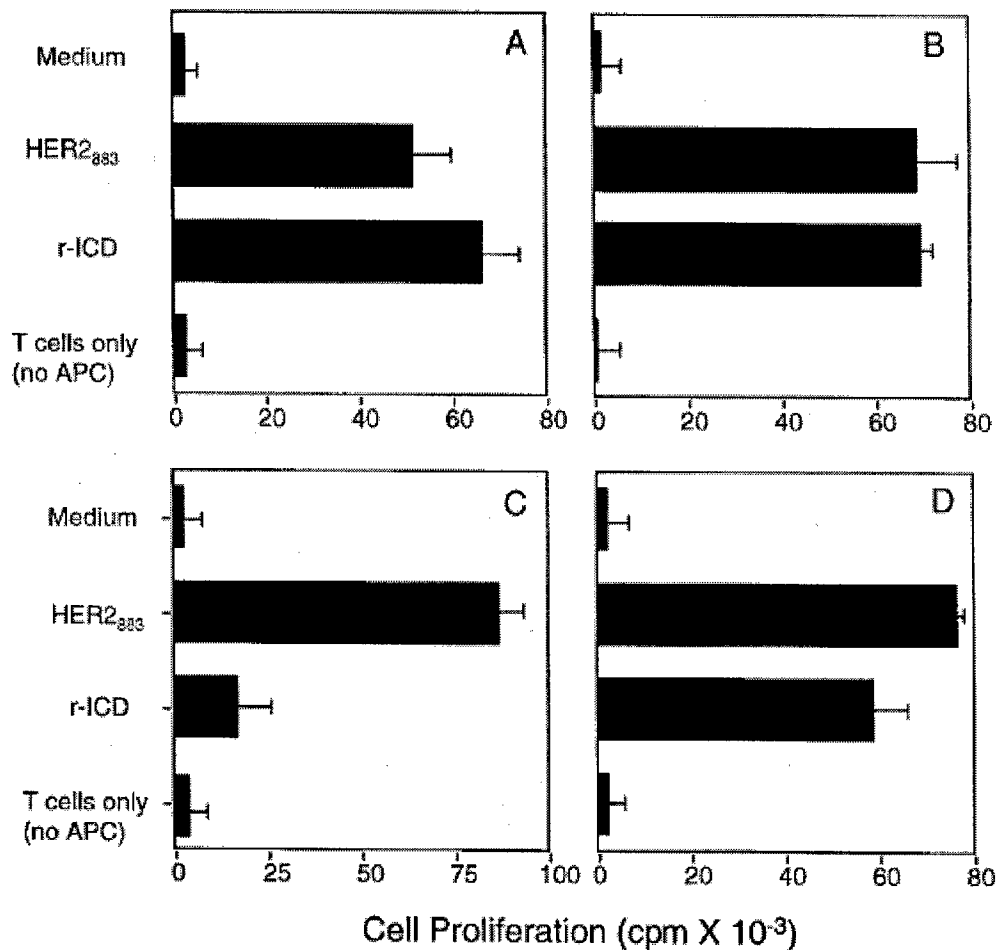 A
B
Medium
HER2₈₈₃
r-ICD
T cells only
(no APC)
0 20 40 60 80
0 20 40 60 80
C
D
Medium
HER2₈₈₃
r-ICD
T cells only
(no APC)
0 25 50 75 100
0 20 40 60 80
Cell Proliferation (cpm X 10⁻³)